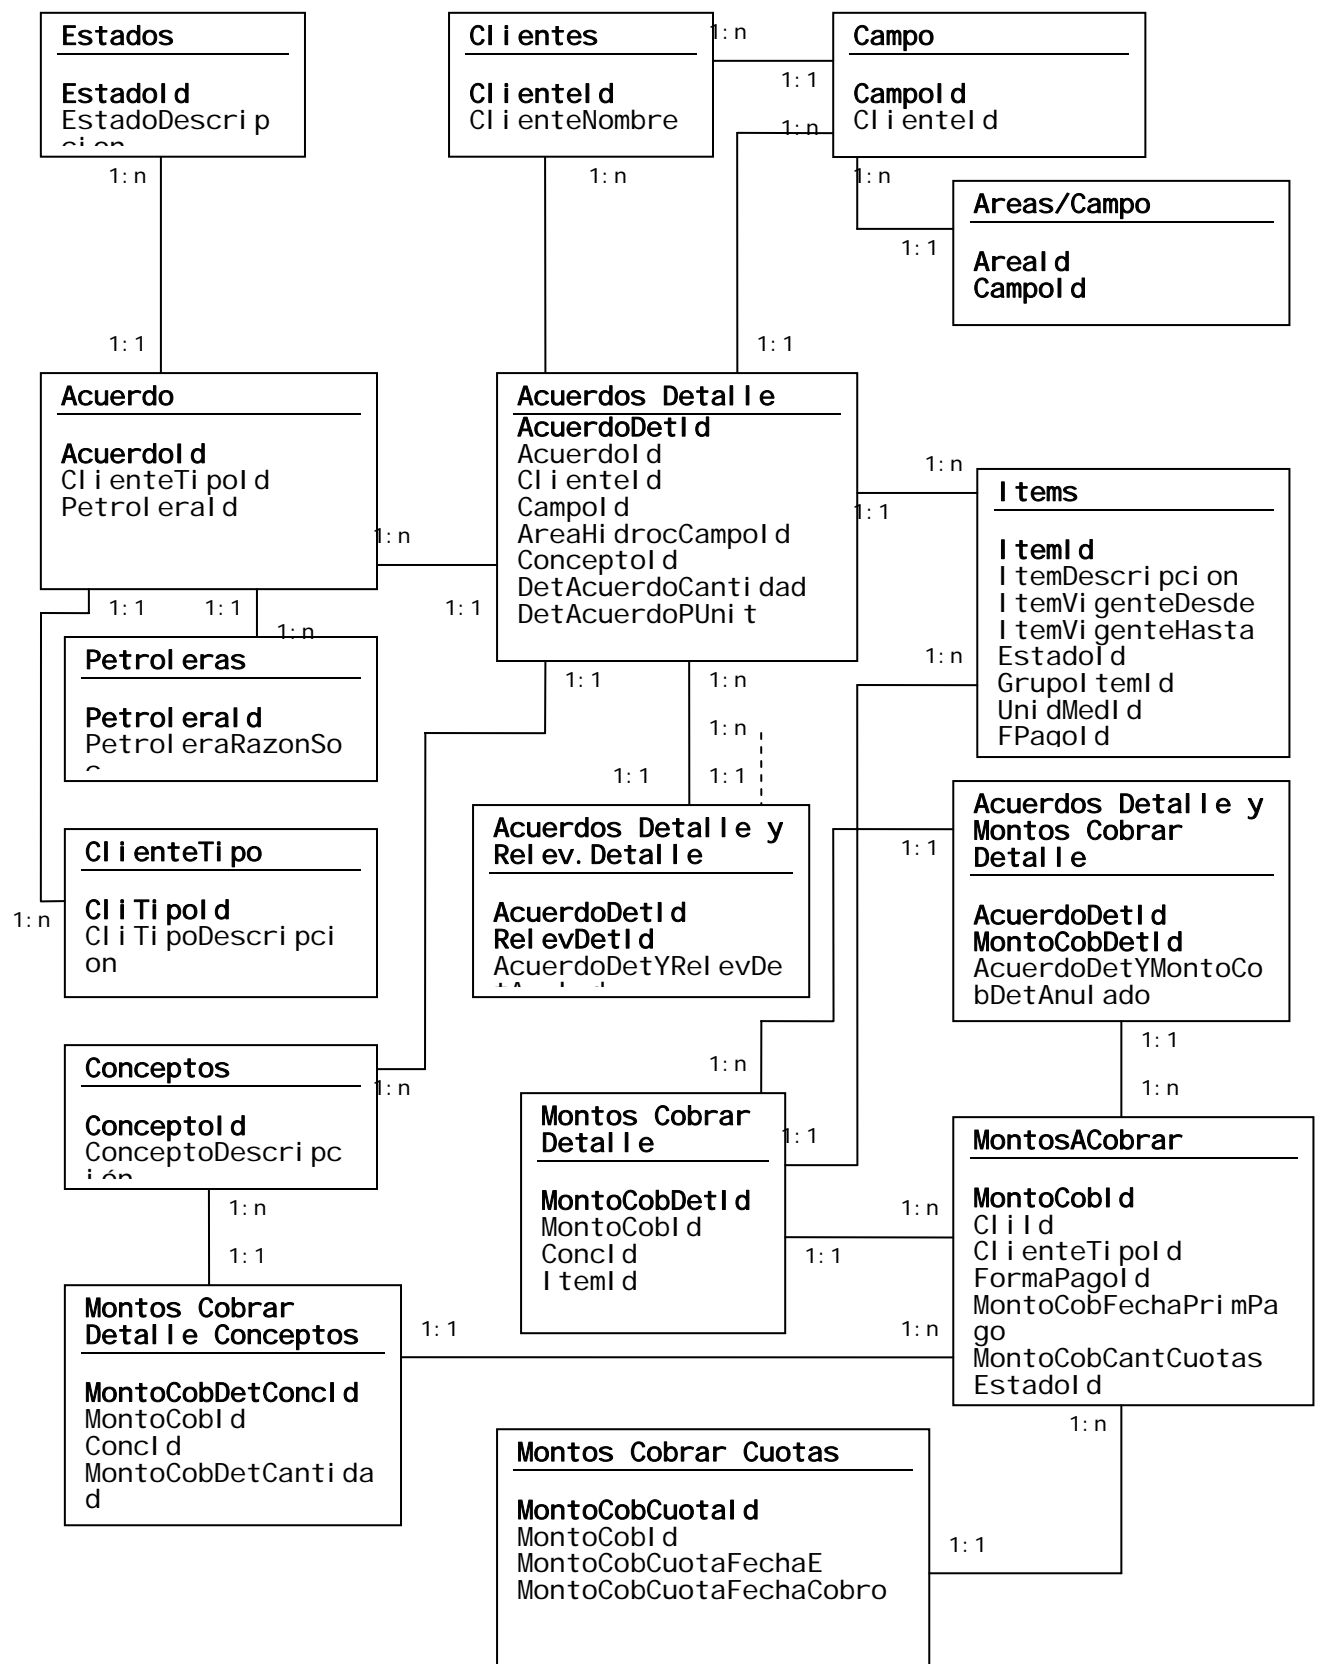 Estados
EstadoId
EstadoDescrip
cion
Clientes
ClienteId
ClienteNombre
1:n
1:1
1:n
Campo
CampoId
ClienteId
1:n
1:n
1:n
1:1
Areas/Campo
AreaId
CampoId
1:1
1:1
Acuerdo
AcuerdoId
ClienteTipoId
PetroleraId
1:n
1:1
1:1
1:1
1:n
Acuerdos Detalle
AcuerdoDetId
AcuerdoId
ClienteId
CampoId
AreaHidrocCampoId
ConceptoId
DetAcuerdoCantidad
DetAcuerdoPUnit
1:n
1:1
1:n
Items
ItemId
ItemDescripcion
ItemVigenteDesde
ItemVigenteHasta
EstadoId
GrupoItemId
UnidMedId
FPagoId
Petroleras
PetroleraId
PetroleraRazonSo
c
1:1
1:n
1:n
1:1
1:1
ClienteTipo
CliTipoId
CliTipoDescripci
on
1:n
Acuerdos Detalle y
Relev.Detalle
AcuerdoDetId
RelevDetId
AcuerdoDetYRelevDe
1:1
Acuerdos Detalle y
Montos Cobrar
Detalle
AcuerdoDetId
MontoCobDetId
AcuerdoDetYMontoCo
bDetAnulado
1:1
1:n
Conceptos
ConceptoId
ConceptoDescripc
ión
1:n
1:n
1:1
1:n
Montos Cobrar
Detalle
MontoCobDetId
MontoCobId
ConcId
ItemId
1:1
1:n
1:1
1:n
MontosACobrar
MontoCobId
CliId
ClienteTipoId
FormaPagoId
MontoCobFechaPrimPa
go
MontoCobCantCuotas
EstadoId
1:n
Montos Cobrar
Detalle Conceptos
MontoCobDetConcId
MontoCobId
ConcId
MontoCobDetCantida
d
1:1
Montos Cobrar Cuotas
MontoCobCuotaId
MontoCobId
MontoCobCuotaFechaE
MontoCobCuotaFechaCobro
1:1